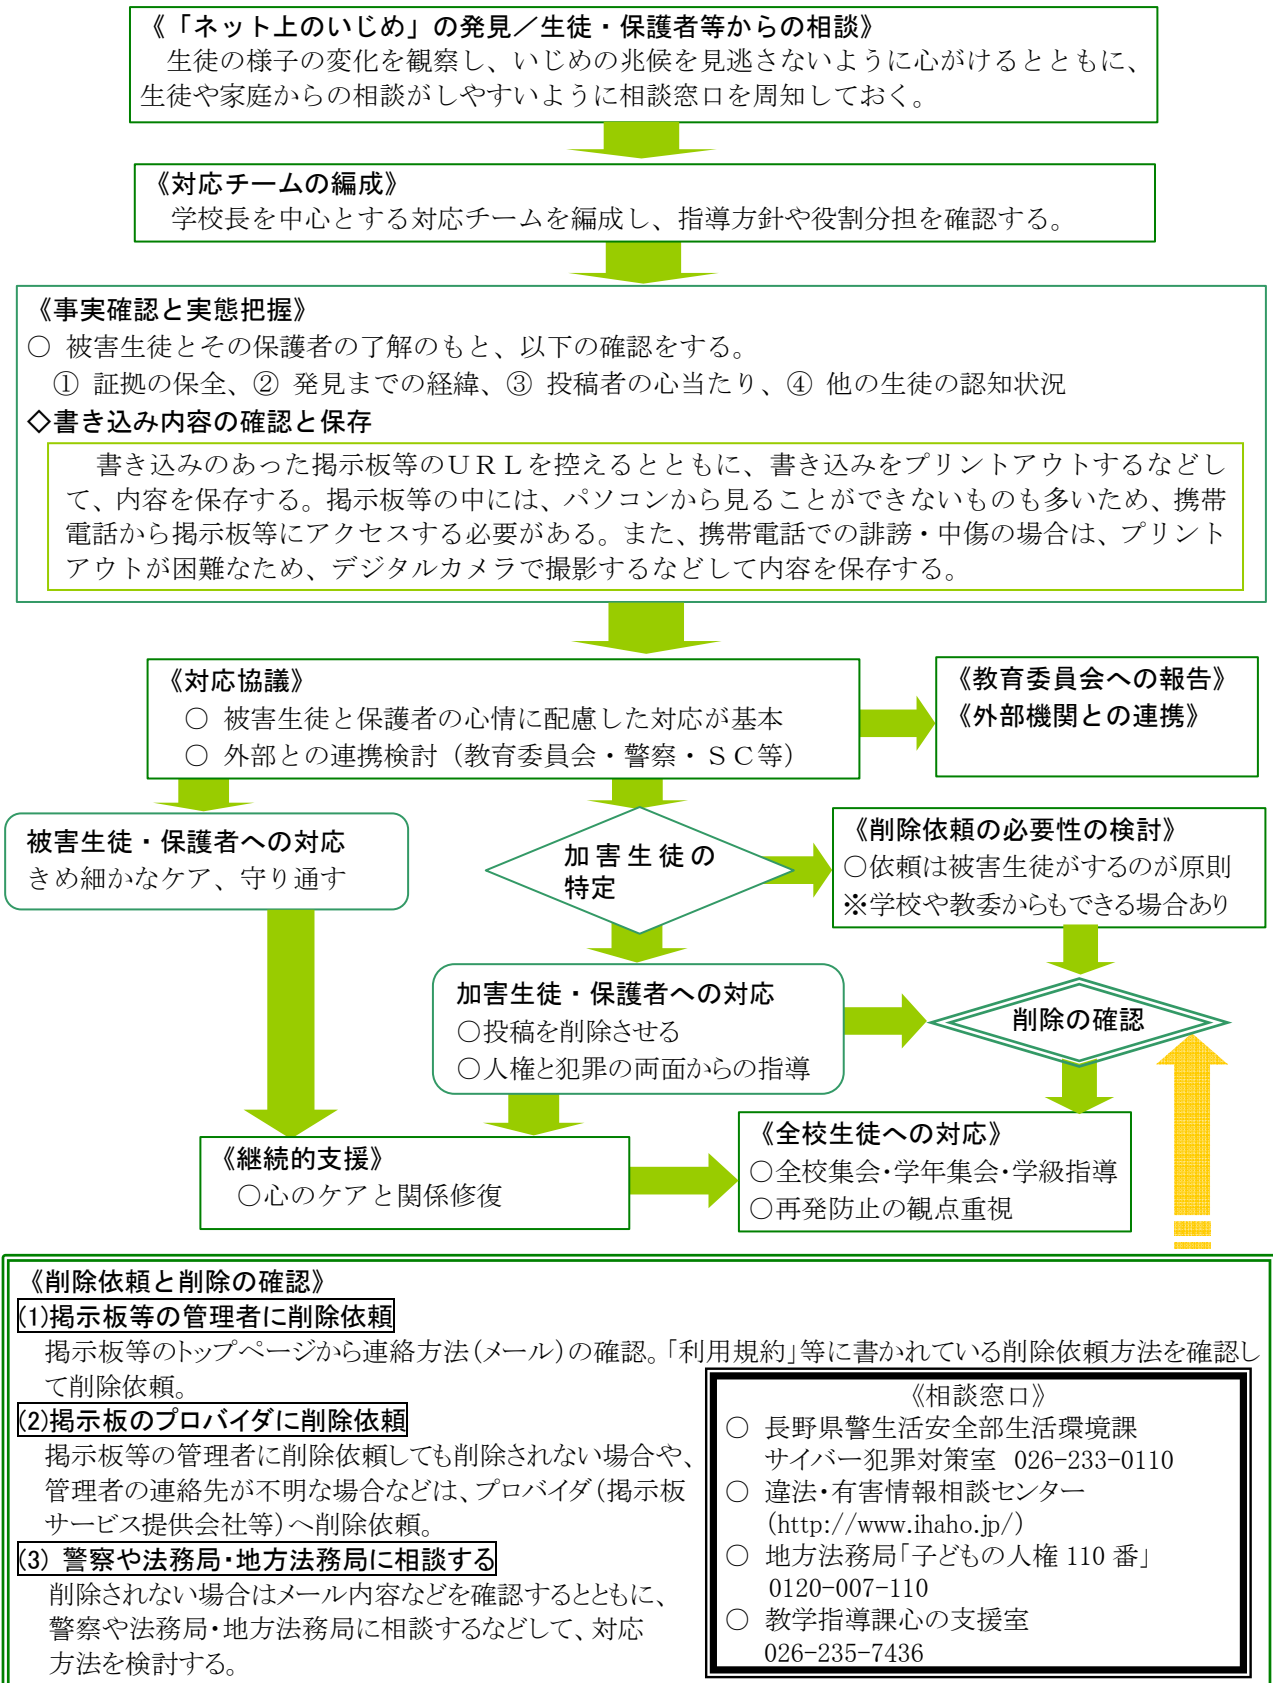 《「ネット上のいじめ」の発見／生徒・保護者等からの相談》
生徒の様子の変化を観察し、いじめの兆候を見逃さないように心がけるとともに、
生徒や家庭からの相談がしやすいように相談窓口を周知しておく。
《対応チームの編成》
学校長を中心とする対応チームを編成し、指導方針や役割分担を確認する。
《事実確認と実態把握》
○ 被害生徒とその保護者の了解のもと、以下の確認をする。
① 証拠の保全、② 発見までの経緯、③ 投稿者の心当たり、④ 他の生徒の認知状況
◇書き込み内容の確認と保存
書き込みのあった掲示板等のＵＲＬを控えるとともに、書き込みをプリントアウトするなどし
て、内容を保存する。掲示板等の中には、パソコンから見ることができないものも多いため、携帯
電話から掲示板等にアクセスする必要がある。また、携帯電話での誹謗・中傷の場合は、プリント
アウトが困難なため、デジタルカメラで撮影するなどして内容を保存する。
《対応協議》
○ 被害生徒と保護者の心情に配慮した対応が基本
○ 外部との連携検討（教育委員会・警察・ＳＣ等）
《教育委員会への報告》
《外部機関との連携》
被害生徒・保護者への対応
きめ細かなケア、守り通す
加害生徒の
特定
《削除依頼の必要性の検討》
○依頼は被害生徒がするのが原則
※学校や教委からもできる場合あり
加害生徒・保護者への対応
○投稿を削除させる
○人権と犯罪の両面からの指導
削除の確認
《継続的支援》
○心のケアと関係修復
《全校生徒への対応》
○全校集会・学年集会・学級指導
○再発防止の観点重視
《削除依頼と削除の確認》
(1)掲示板等の管理者に削除依頼
掲示板等のトップページから連絡方法（メール）の確認。「利用規約」等に書かれている削除依頼方法を確認し
て削除依頼。
(2)掲示板のプロバイダに削除依頼
掲示板等の管理者に削除依頼しても削除されない場合や、
管理者の連絡先が不明な場合などは、プロバイダ（掲示板
サービス提供会社等）へ削除依頼。
(3) 警察や法務局・地方法務局に相談する
削除されない場合はメール内容などを確認するとともに、
警察や法務局・地方法務局に相談するなどして、対応
方法を検討する。
《相談窓口》
○ 長野県警生活安全部生活環境課
サイバー犯罪対策室 026-233-0110
○ 違法・有害情報相談センター
(http://www.ihaho.jp/)
○ 地方法務局「子どもの人権 110 番」
0120-007-110
○ 教学指導課心の支援室
026-235-7436